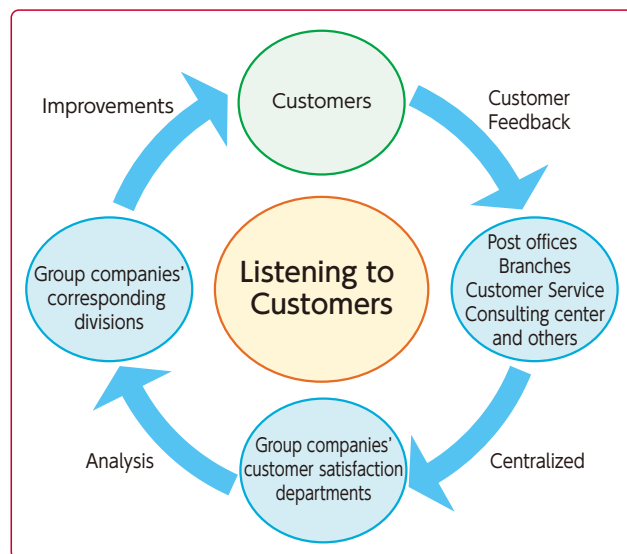 Customers
Customer
Feedback
Post offices
Branches
Customer Service
Consulting center
and others
Centralized
Group companies’
customer satisfaction
departments
Analysis
Group companies’
corresponding
divisions
Improvements
Listening to
Customers